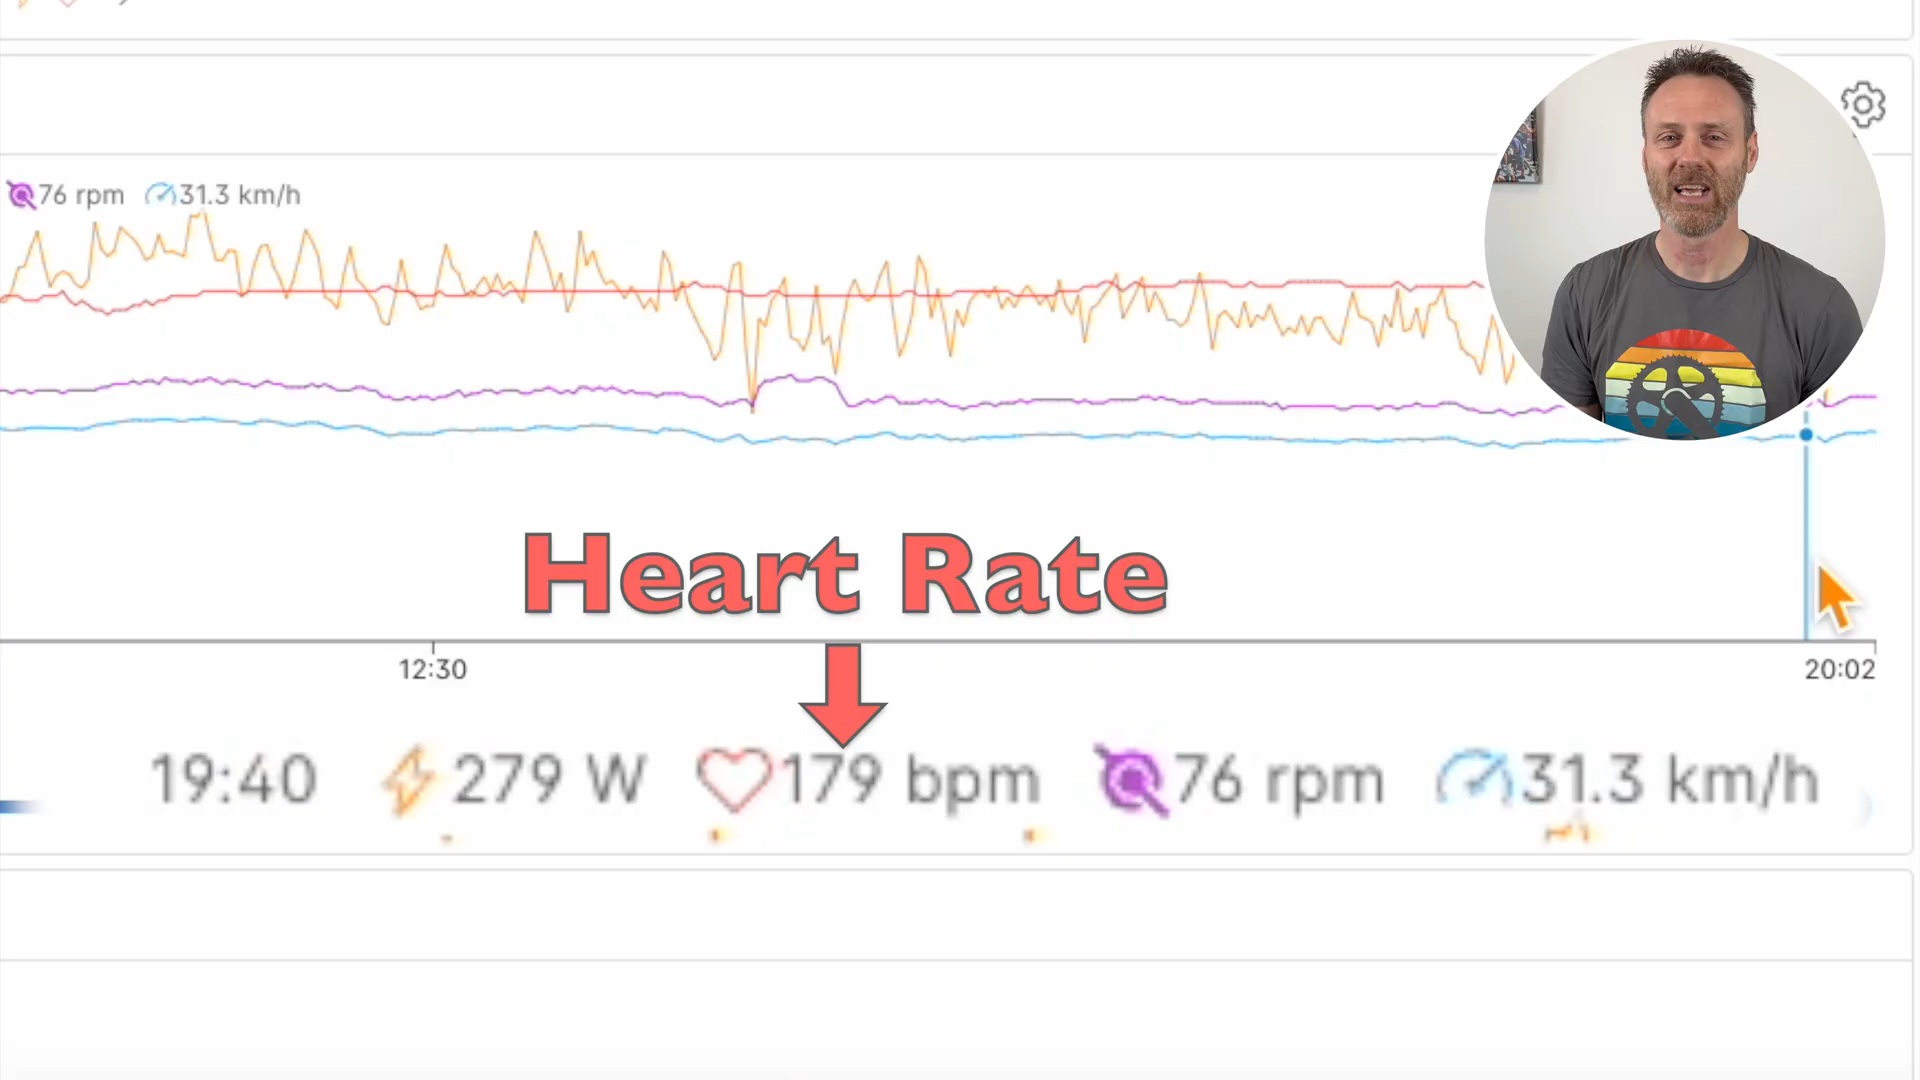 76 rpm 31.3 km/h
Heart Rate
12:30 20:02
19:40 279 W 179 bpm 76 rpm 31.3 km/h